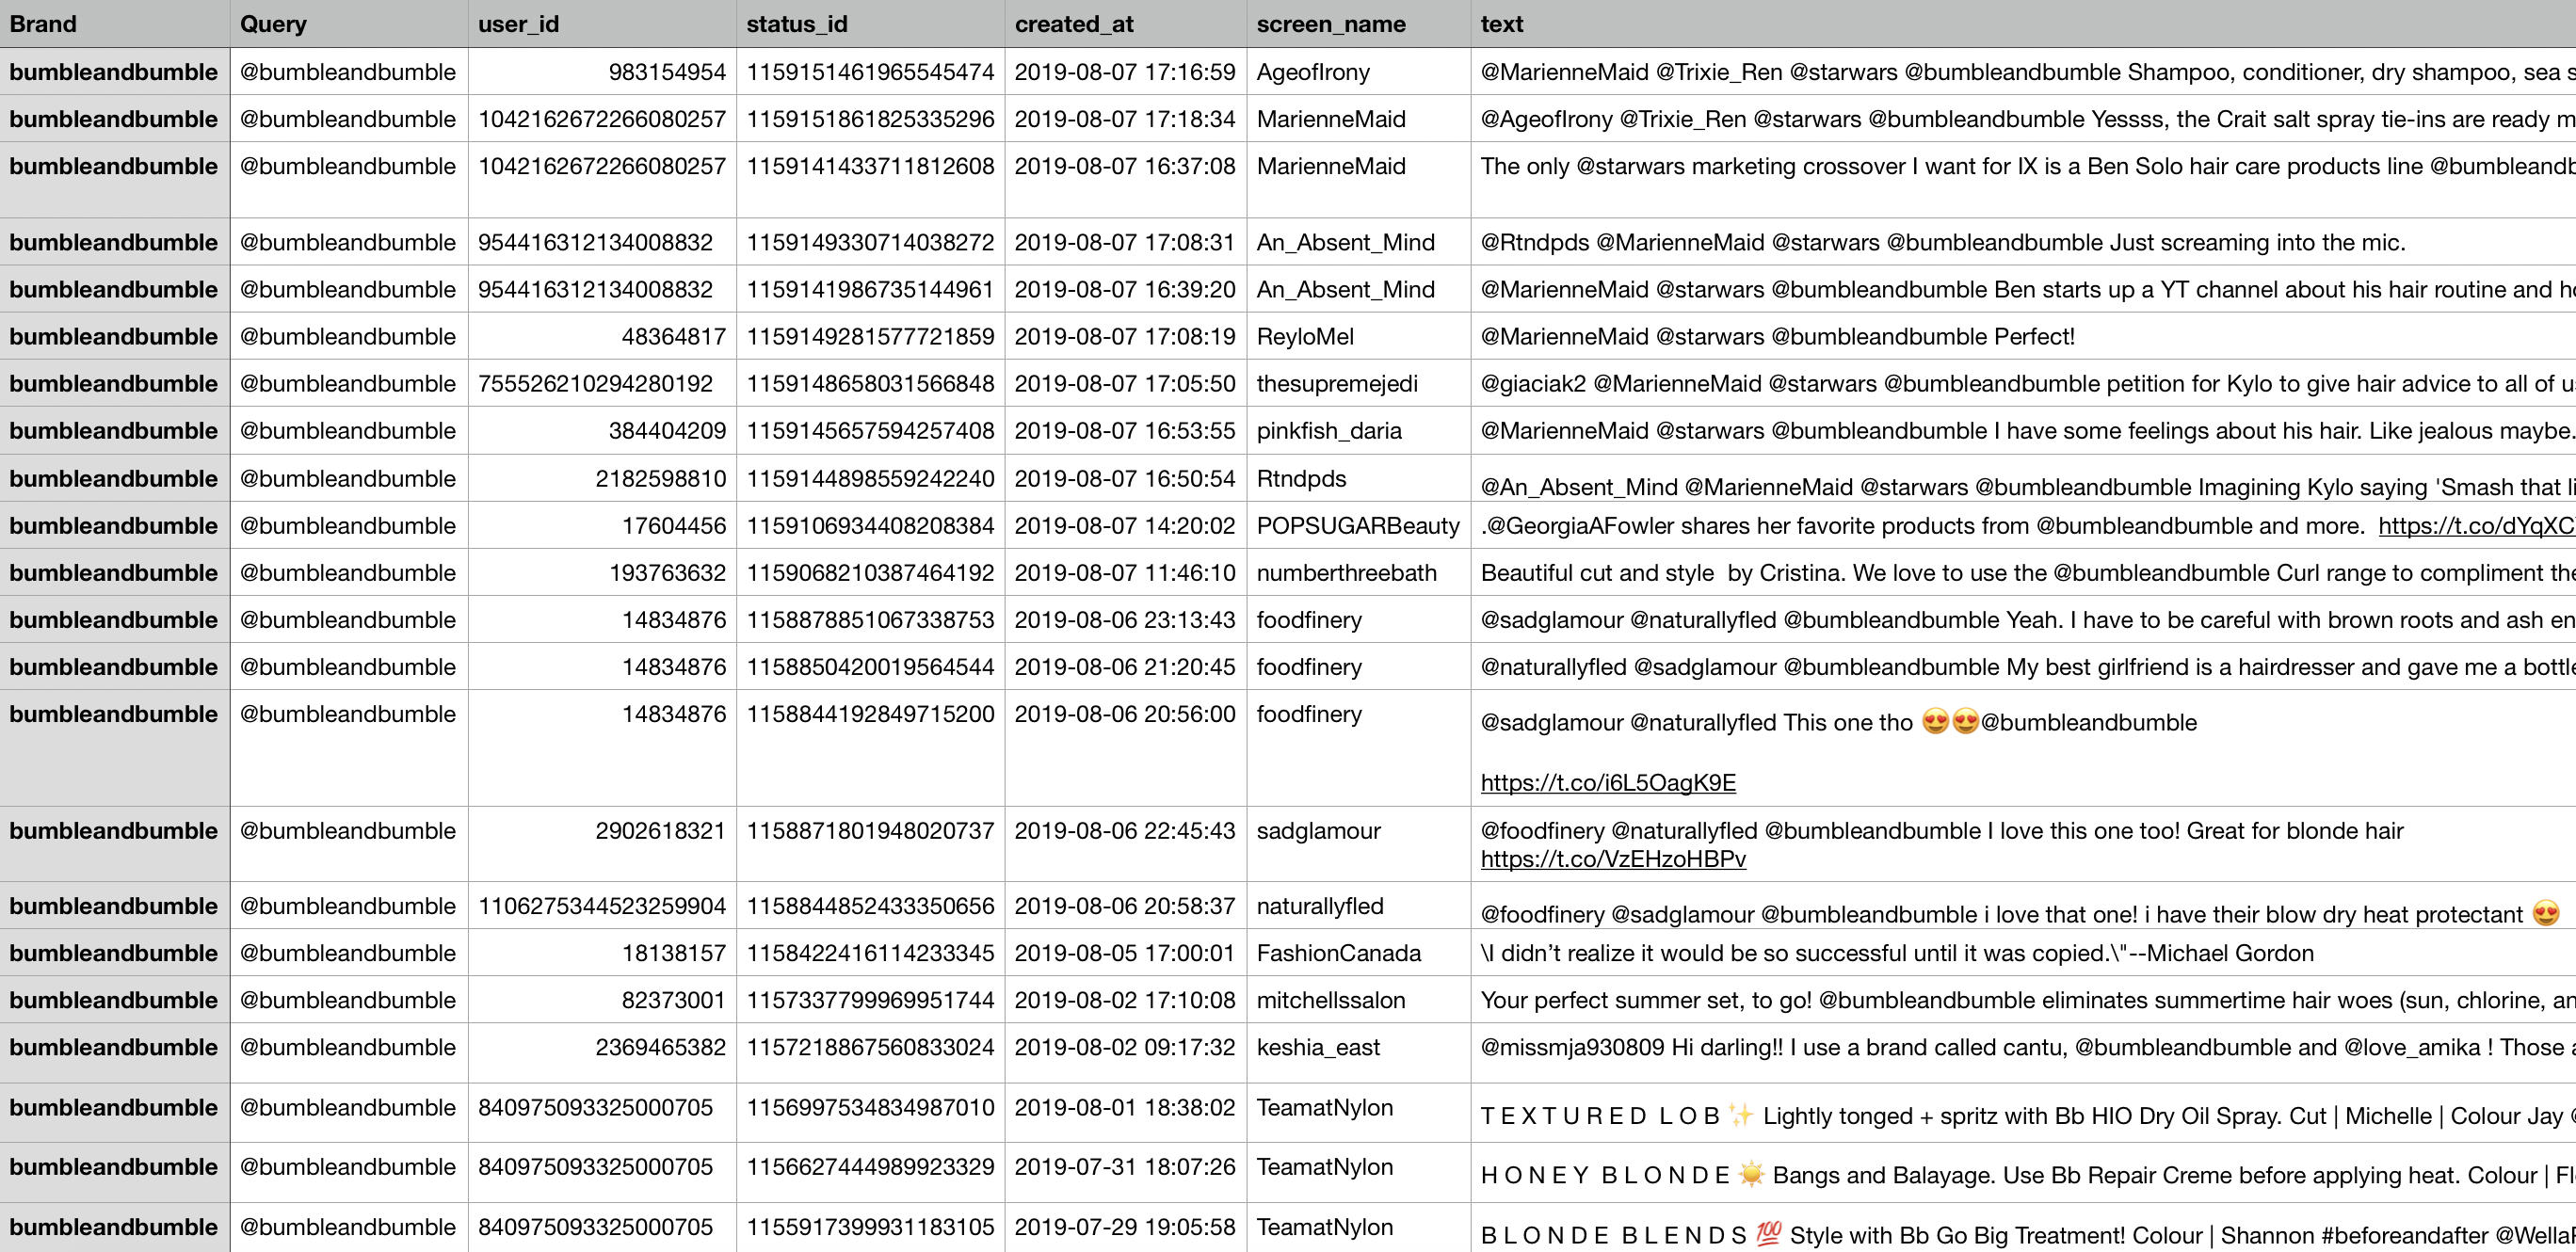 Brand Query user_id status_id created_at screen_name text
bumbleandbumble @bumbleandbumble 983154954 1159151461965545474 2019-08-07 17:16:59 AgeofIrony @MarienneMaid @Trixie_Ren @starwars @bumbleandbumble Shampoo, conditioner, dry shampoo, sea s
bumbleandbumble @bumbleandbumble 1042162672266080257 1159151861825335296 2019-08-07 17:18:34 MarienneMaid @AgeofIrony @Trixie_Ren @starwars @bumbleandbumble Yessss, the Crait salt spray tie-ins are ready m
bumbleandbumble @bumbleandbumble 1042162672266080257 1159141433711812608 2019-08-07 16:37:08 MarienneMaid The only @starwars marketing crossover I want for IX is a Ben Solo hair care products line @bumbleandb
bumbleandbumble @bumbleandbumble 954416312134008832 1159149330714038272 2019-08-07 17:08:31 An_Absent_Mind @Rtndpds @MarienneMaid @starwars @bumbleandbumble Just screaming into the mic.
bumbleandbumble @bumbleandbumble 954416312134008832 1159141986735144961 2019-08-07 16:39:20 An_Absent_Mind @MarienneMaid @starwars @bumbleandbumble Ben starts up a YT channel about his hair routine and ho
bumbleandbumble @bumbleandbumble 48364817 1159149281577721859 2019-08-07 17:08:19 ReyloMel @MarienneMaid @starwars @bumbleandbumble Perfect!
bumbleandbumble @bumbleandbumble 755526210294280192 1159148658031566848 2019-08-07 17:05:50 thesupremejedi @giaciak2 @MarienneMaid @starwars @bumbleandbumble petition for Kylo to give hair advice to all of u
bumbleandbumble @bumbleandbumble 384404209 1159145657594257408 2019-08-07 16:53:55 pinkfish_daria @MarienneMaid @starwars @bumbleandbumble I have some feelings about his hair. Like jealous maybe.
bumbleandbumble @bumbleandbumble 2182598810 1159144898559242240 2019-08-07 16:50:54 Rtndpds @An_Absent_Mind @MarienneMaid @starwars @bumbleandbumble Imagining Kylo saying 'Smash that li
bumbleandbumble @bumbleandbumble 17604456 1159106934408208384 2019-08-07 14:20:02 POPSUGARBeauty .@GeorgiaAFowler shares her favorite products from @bumbleandbumble and more. https://t.co/dYqXC
bumbleandbumble @bumbleandbumble 193763632 1159068210387464192 2019-08-07 11:46:10 numberthreebath Beautiful cut and style by Cristina. We love to use the @bumbleandbumble Curl range to compliment the
bumbleandbumble @bumbleandbumble 14834876 1158878851067338753 2019-08-06 23:13:43 foodfinery @sadglamour @naturallyfled @bumbleandbumble Yeah. I have to be careful with brown roots and ash en
bumbleandbumble @bumbleandbumble 14834876 1158850420019564544 2019-08-06 21:20:45 foodfinery @naturallyfled @sadglamour @bumbleandbumble My best girlfriend is a hairdresser and gave me a bottle
bumbleandbumble @bumbleandbumble 14834876 1158844192849715200 2019-08-06 20:56:00 foodfinery @sadglamour @naturallyfled This one tho 😍😍@bumbleandbumble
https://t.co/i6L5OagK9E
bumbleandbumble @bumbleandbumble 2902618321 1158871801948020737 2019-08-06 22:45:43 sadglamour @foodfinery @naturallyfled @bumbleandbumble I love this one too! Great for blonde hair
https://t.co/VzEHzoHBPv
bumbleandbumble @bumbleandbumble 1106275344523259904 1158844852433350656 2019-08-06 20:58:37 naturallyfled @foodfinery @sadglamour @bumbleandbumble i love that one! i have their blow dry heat protectant 😍
bumbleandbumble @bumbleandbumble 18138157 1158422416114233345 2019-08-05 17:00:01 FashionCanada \I didn’t realize it would be so successful until it was copied.\"--Michael Gordon
bumbleandbumble @bumbleandbumble 82373001 1157337799969951744 2019-08-02 17:10:08 mitchellssalon Your perfect summer set, to go! @bumbleandbumble eliminates summertime hair woes (sun, chlorine, an
bumbleandbumble @bumbleandbumble 2369465382 1157218867560833024 2019-08-02 09:17:32 keshia_east @missmja930809 Hi darling!! I use a brand called cantu, @bumbleandbumble and @love_amika ! Those a
bumbleandbumble @bumbleandbumble 840975093325000705 1156997534834987010 2019-08-01 18:38:02 TeamatNylon T E X T U R E D L O B ✨ Lightly tonged + spritz with Bb HIO Dry Oil Spray. Cut | Michelle | Colour Jay @
bumbleandbumble @bumbleandbumble 840975093325000705 1156627444989923329 2019-07-31 18:07:26 TeamatNylon H O N E Y B L O N D E ☀️ Bangs and Balayage. Use Bb Repair Creme before applying heat. Colour | Fl
bumbleandbumble @bumbleandbumble 840975093325000705 1155917399931183105 2019-07-29 19:05:58 TeamatNylon B L O N D E B L E N D S 💯 Style with Bb Go Big Treatment! Colour | Shannon #beforeandafter @Wella